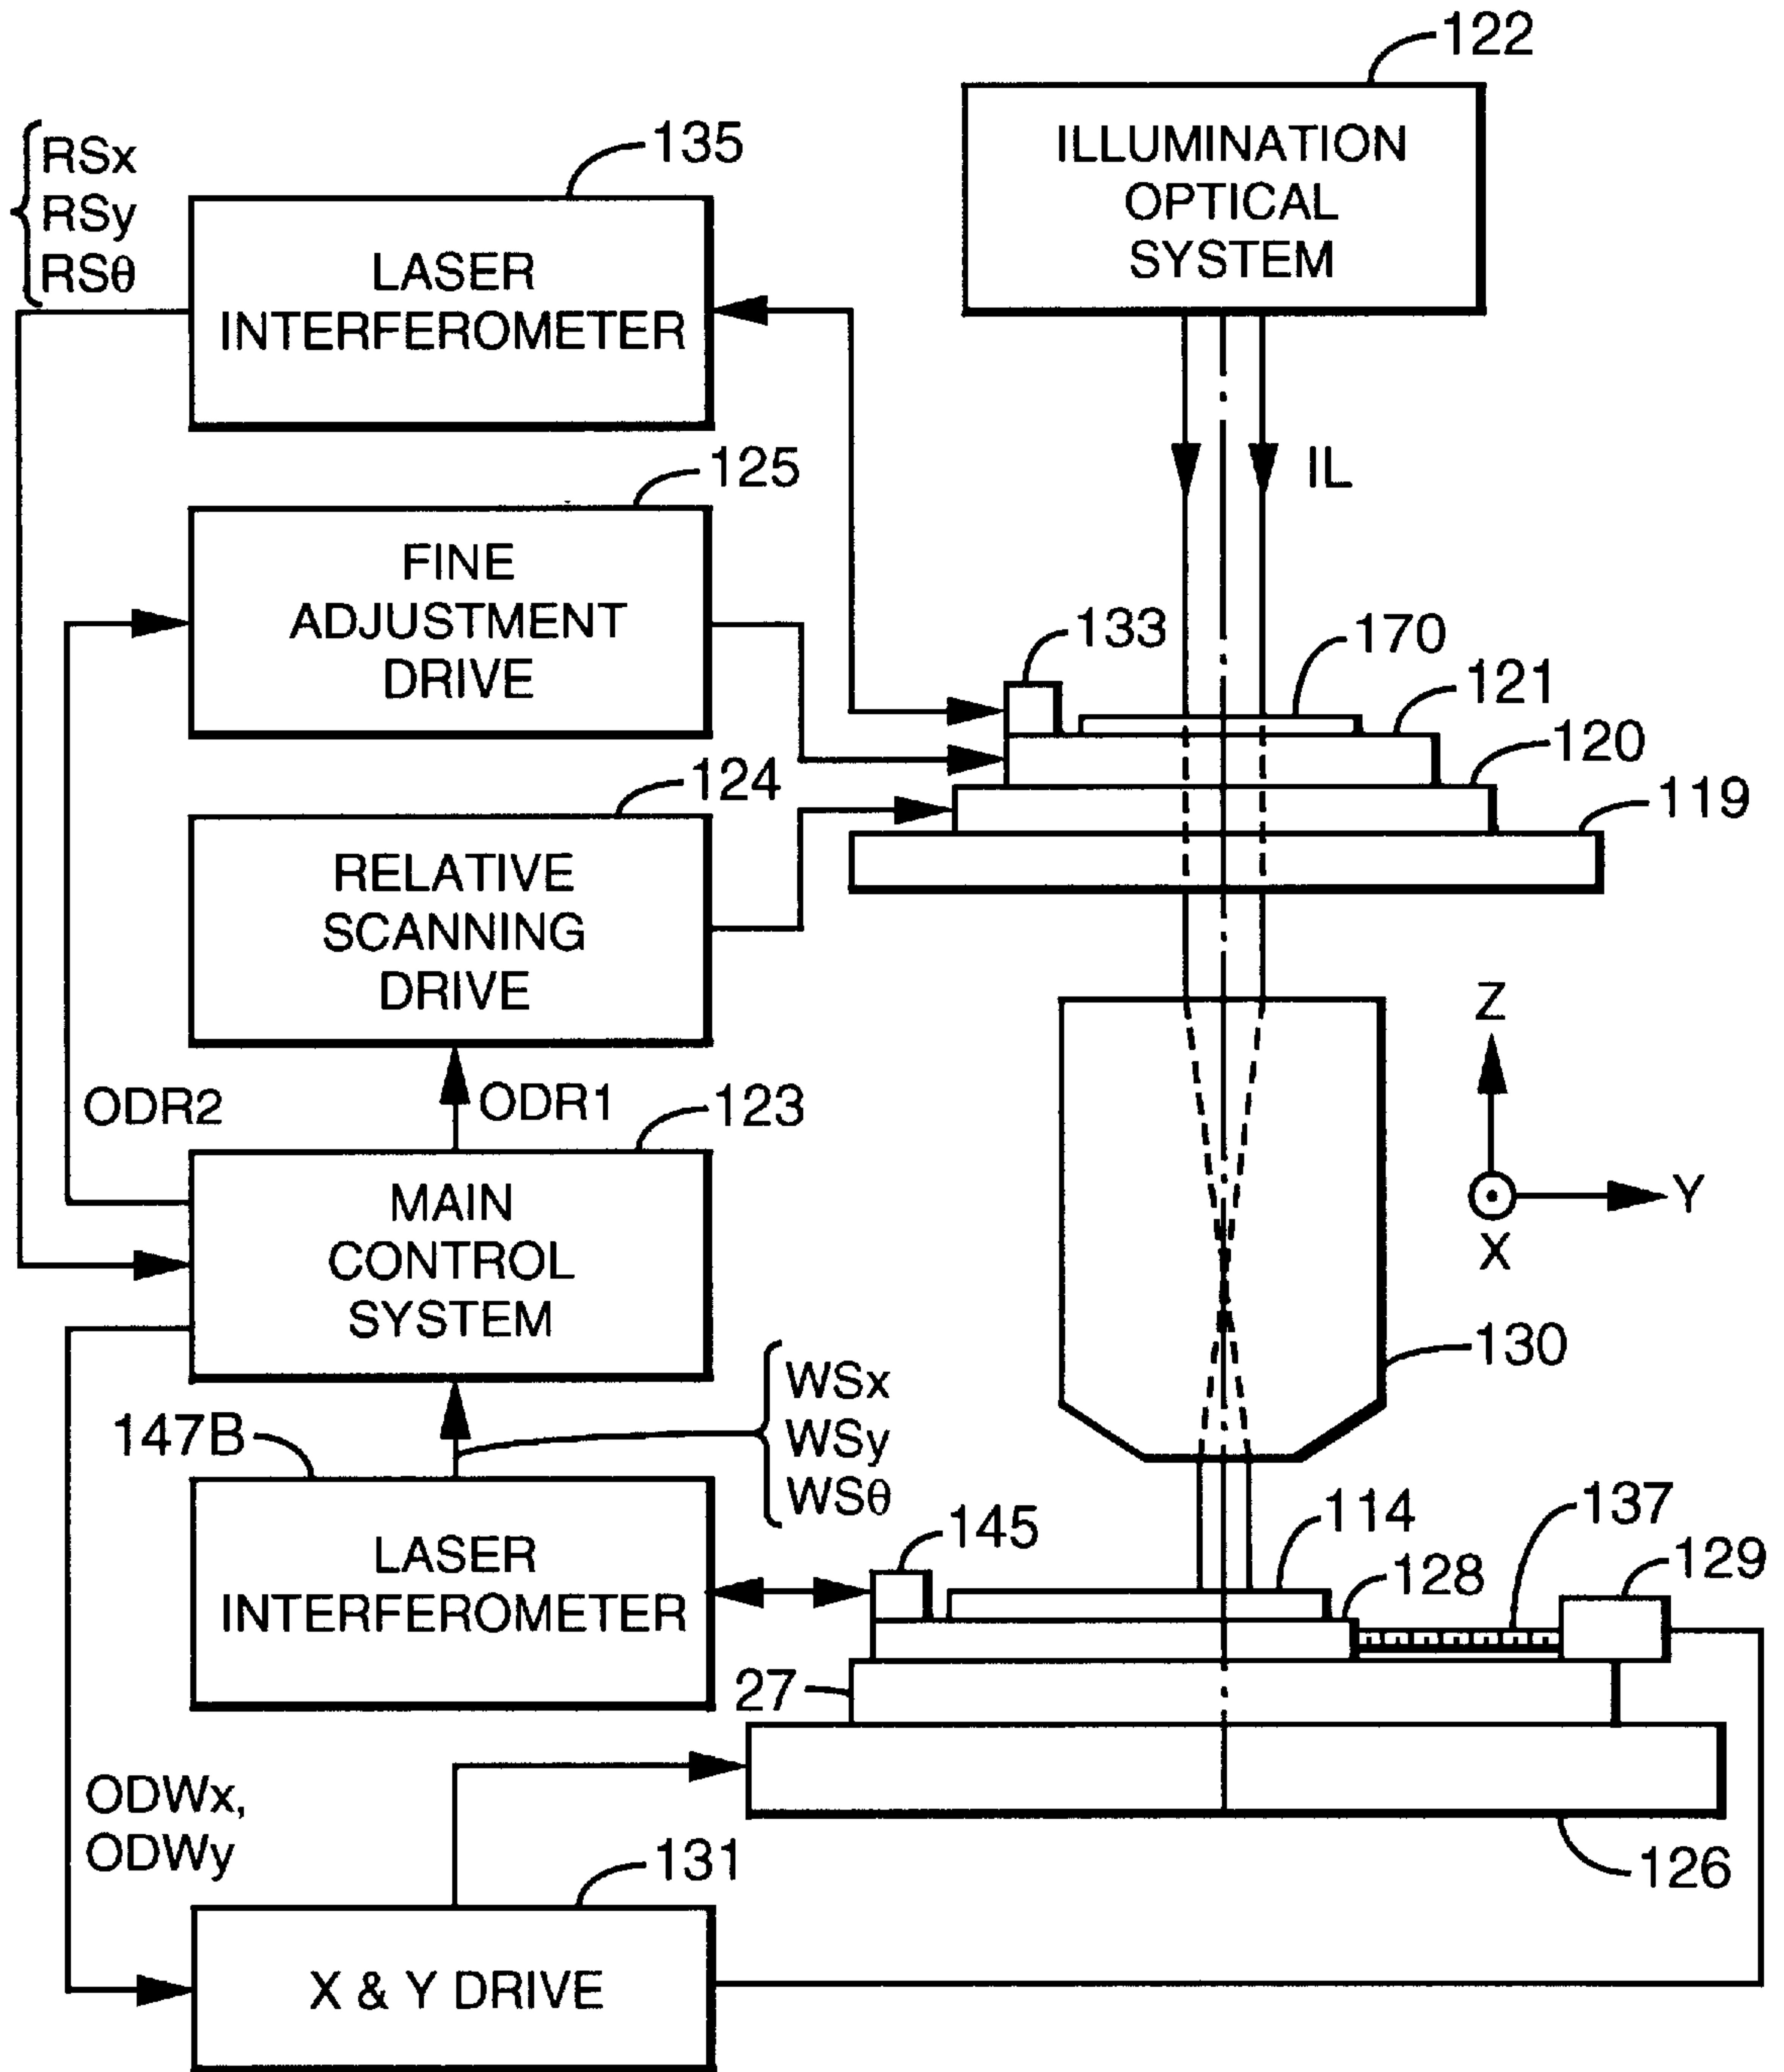 122
ILLUMINATION
OPTICAL
SYSTEM
RSx
RSy
RSθ
135
LASER
INTERFEROMETER
IL
125
FINE
ADJUSTMENT
DRIVE
133
170
121
120
119
124
RELATIVE
SCANNING
DRIVE
Z
Y
X
ODR2
ODR1
123
MAIN
CONTROL
SYSTEM
130
WSx
WSy
WSθ
147B
LASER
INTERFEROMETER
145
114
128
137
129
27
126
ODWx,
ODWy
131
X & Y DRIVE